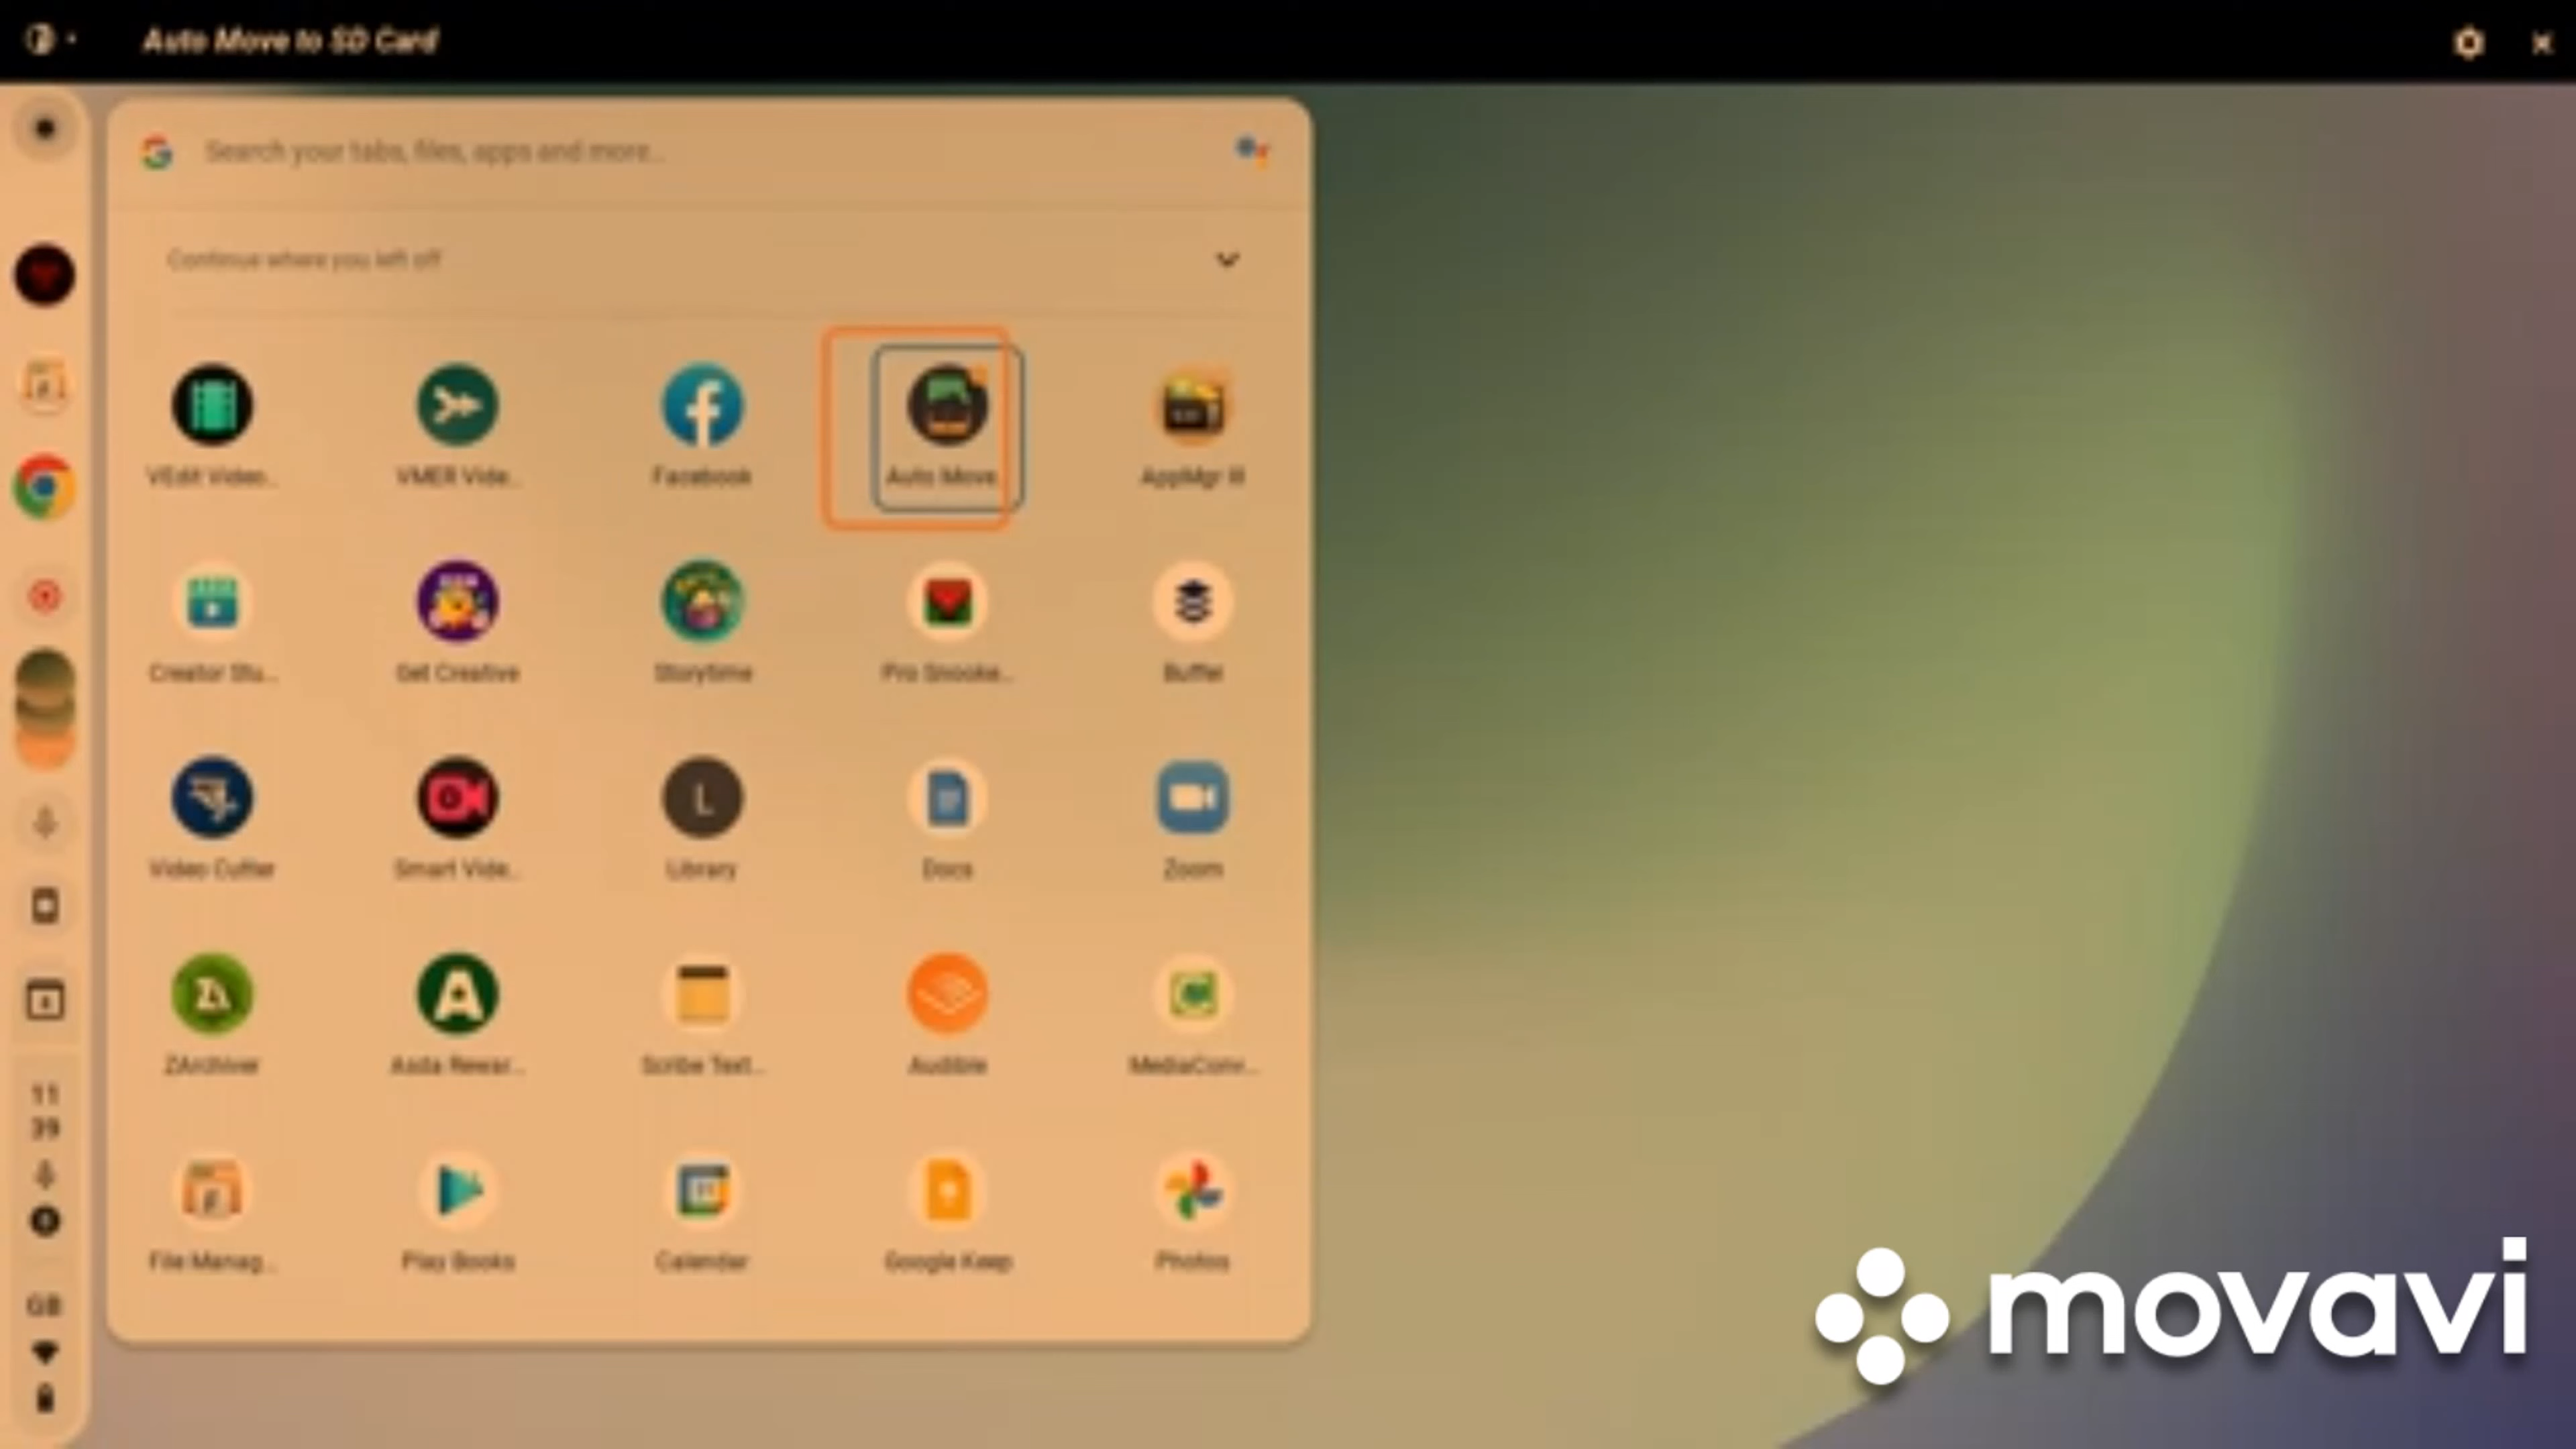 Auto Move to SD Card
Search your tabs, files, apps and more...
Continue where you left off
VEdit Video...
VMER Vide...
Facebook
Auto Move
AppMgr III
Creator Stu...
Get Creative
Storytime
Pro Snooke...
Buffer
Video Cutter
Smart Vide...
L
Library
Docs
Zoom
ZArchiver
Asda Rewar...
Scribe Text...
Audible
MediaConv...
File Manag...
Play Books
Calendar
Google Keep
Photos
11
39
GB
movavi